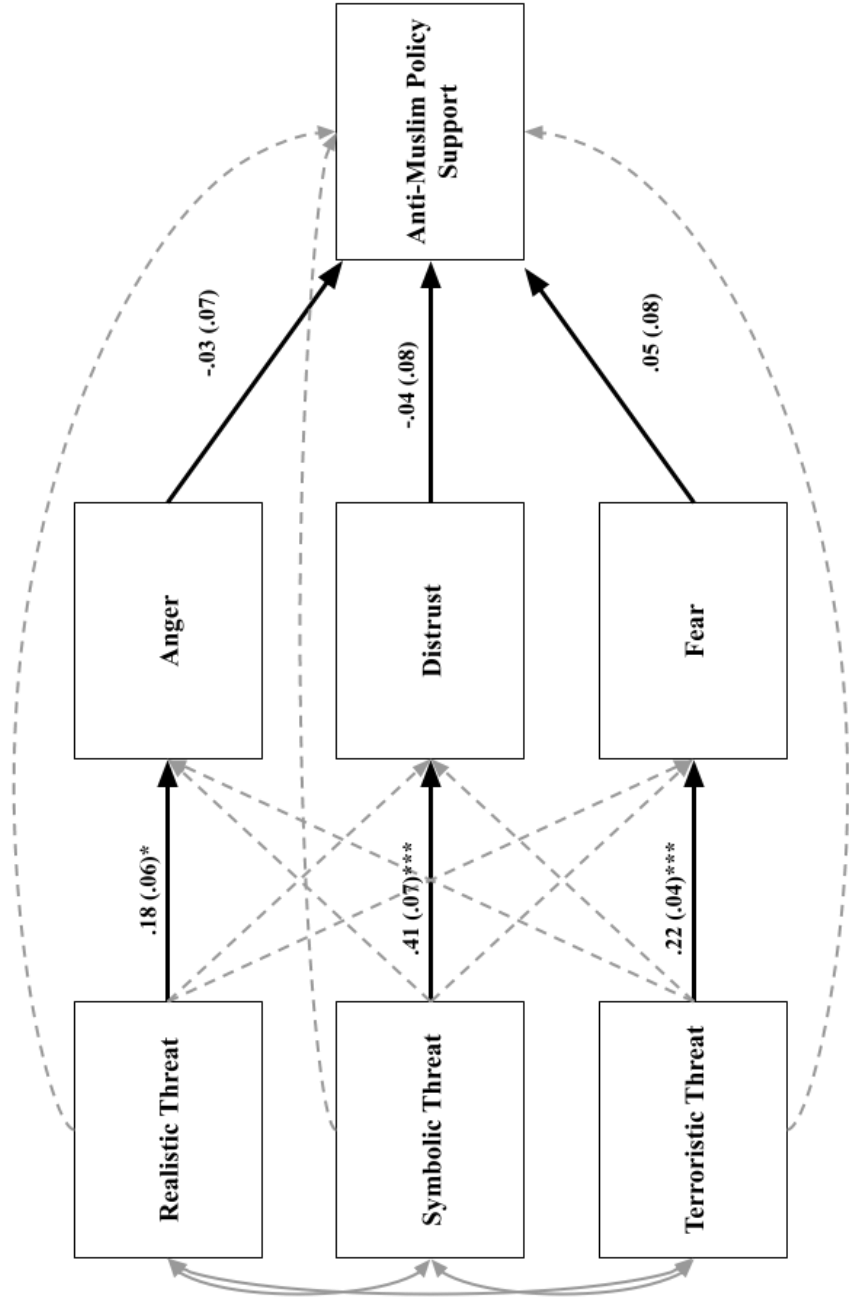 Realistic Threat
.18 (.06)*
Anger
-.03 (.07)
Symbolic Threat
.41 (.07)***
Distrust
-.04 (.08)
Anti-Muslim Policy
Support
Terroristic Threat
.22 (.04)***
Fear
.05 (.08)